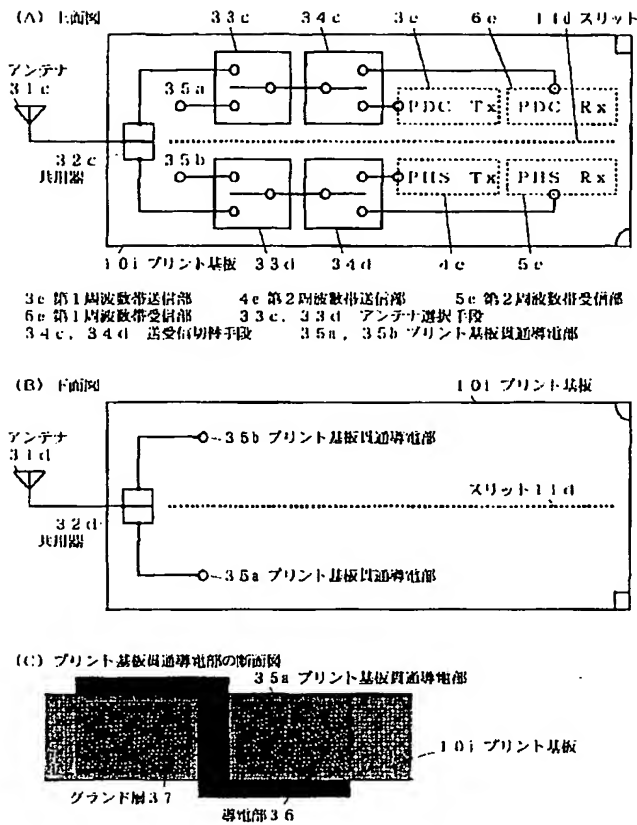 (A) 上面図
33c 34c 3e 6e 11d スリット
アンテナ
31c
35a
PDC Tx PDC Rx
35b
32c
共用器
PHS Tx PHS Rx
10i プリント基板 33d 34d 4e 5e
3e 第1周波数帯送信部 4e 第2周波数帯送信部 5e 第2周波数帯受信部
6e 第1周波数帯受信部 33c, 33d アンテナ選択手段
34c, 34d 送受信切替手段 35a, 35b プリント基板貫通導電部
(B) 下面図
10i プリント基板
アンテナ
31d
35b プリント基板貫通導電部
スリット11d
32d
共用器
35a プリント基板貫通導電部
(C) プリント基板貫通導電部の断面図
35a プリント基板貫通導電部
10i プリント基板
グランド層37
導電部36